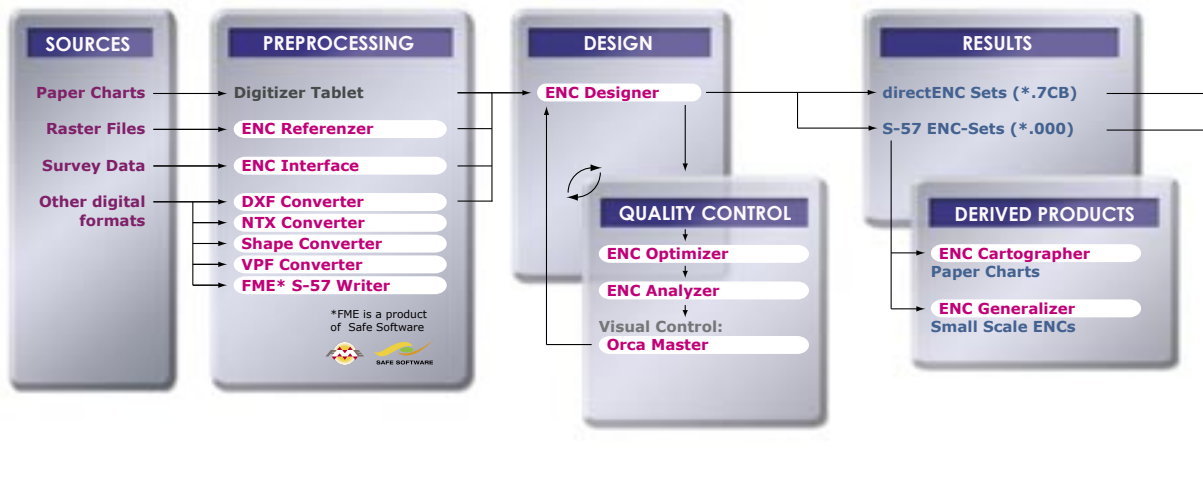 SOURCES
Paper Charts
Raster Files
Survey Data
Other digital
formats
PREPROCESSING
Digitizer Tablet
ENC Referenzer
ENC Interface
DXF Converter
NTX Converter
Shape Converter
VPF Converter
FME* S-57 Writer
*FME is a product
of Safe Software
SAFE SOFTWARE
DESIGN
ENC Designer
QUALITY CONTROL
ENC Optimizer
ENC Analyzer
Visual Control:
Orca Master
RESULTS
directENC Sets (*.7CB)
S-57 ENC-Sets (*.000)
DERIVED PRODUCTS
ENC Cartographer
Paper Charts
ENC Generalizer
Small Scale ENCs